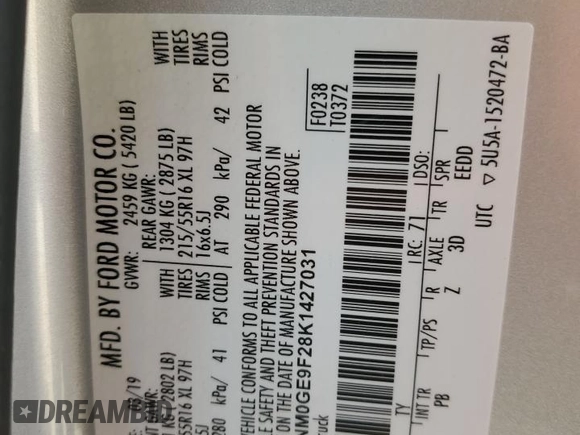 MFD. BY FORD MOTOR CO.
GVWR: 2459 KG ( 5420 LB)
REAR GAWR:
1304 KG ( 2875 LB) WITH
215/55R16 XL 97H TIRES
16x6.5J RIMS
AT 290 kPa/ 42 PSI COLD
/19
2802 LB) WITH
55R16 XL 97H TIRES
RIMS
280 kPa/ 41 PSI COLD
VEHICLE CONFORMS TO ALL APPLICABLE FEDERAL MOTOR
SAFETY AND THEFT PREVENTION STANDARDS IN
ON THE DATE OF MANUFACTURE SHOWN ABOVE
NM0GE9F28K1427031
F0238
T0372
RC: 71 DSO:
INT TR TP/PS R AXLE TR SPR
PB Z 3D EEDD
UTC ▽ 5U5A-1520472-BA
DREAMBID